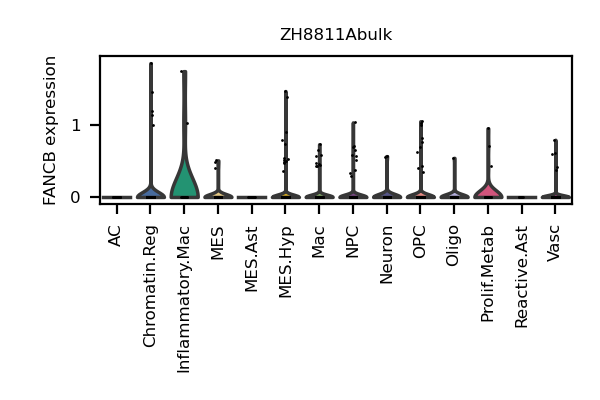 ZH8811Abulk
FANCB expression
1
0
AC
Chromatin.Reg
Inflammatory.Mac
MES
MES.Ast
MES.Hyp
Mac
NPC
Neuron
OPC
Oligo
Prolif.Metab
Reactive.Ast
Vasc